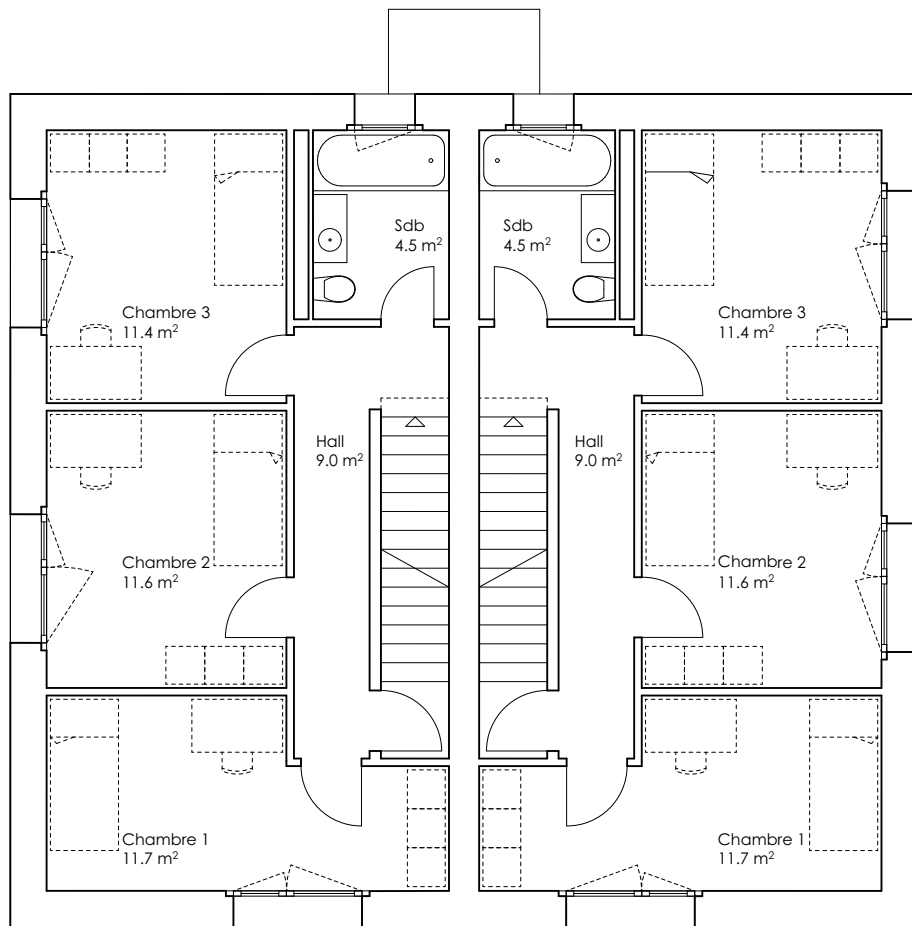 Sdb
4.5 m²
Sdb
4.5 m²
Chambre 3
11.4 m²
Chambre 3
11.4 m²
Hall
9.0 m²
Hall
9.0 m²
Chambre 2
11.6 m²
Chambre 2
11.6 m²
Chambre 1
11.7 m²
Chambre 1
11.7 m²